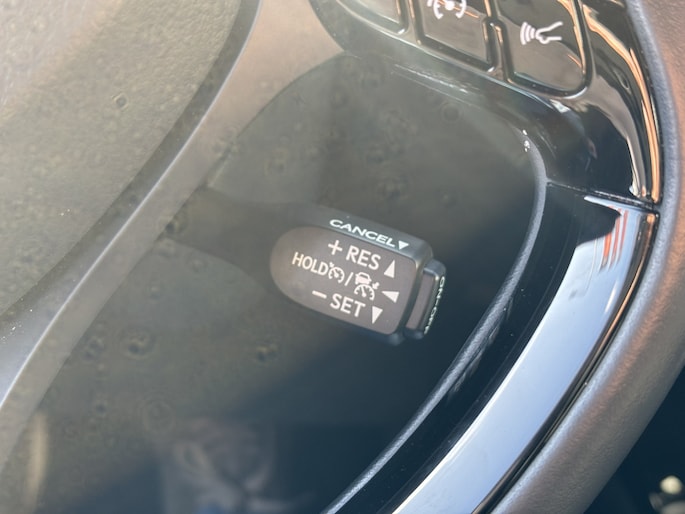 CANCEL
+ RES
HOLD /
− SET